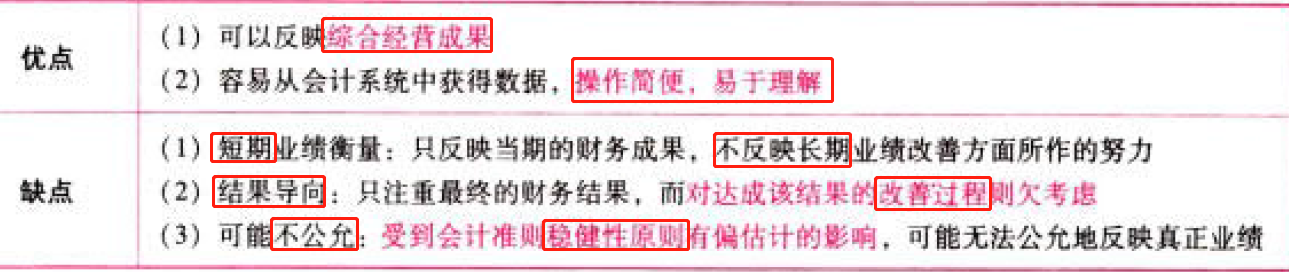 优点
(1) 可以反映综合经营成果
(2) 容易从会计系统中获得数据，操作简便，易于理解
缺点
(1) 短期业绩衡量：只反映当期的财务成果，不反映长期业绩改善方面所作的努力
(2) 结果导向：只注重最终的财务结果，而对达成该结果的改善过程则欠考虑
(3) 可能不公允：受到会计准则稳健性原则有偏估计的影响，可能无法公允地反映真正业绩